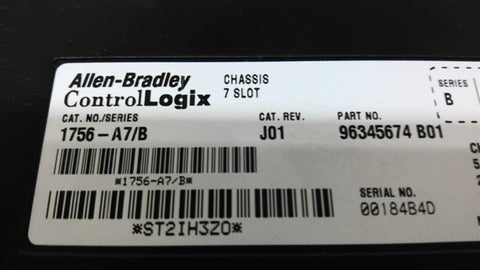 Allen-Bradley
ControlLogix
CHASSIS
7 SLOT
SERIES
B
CAT. NO./SERIES
CAT. REV.
PART NO.
1756-A7/B
J01
96345674 B01
*1756-A7/B*
SERIAL NO.
00184B4D
*ST2IH3ZO*